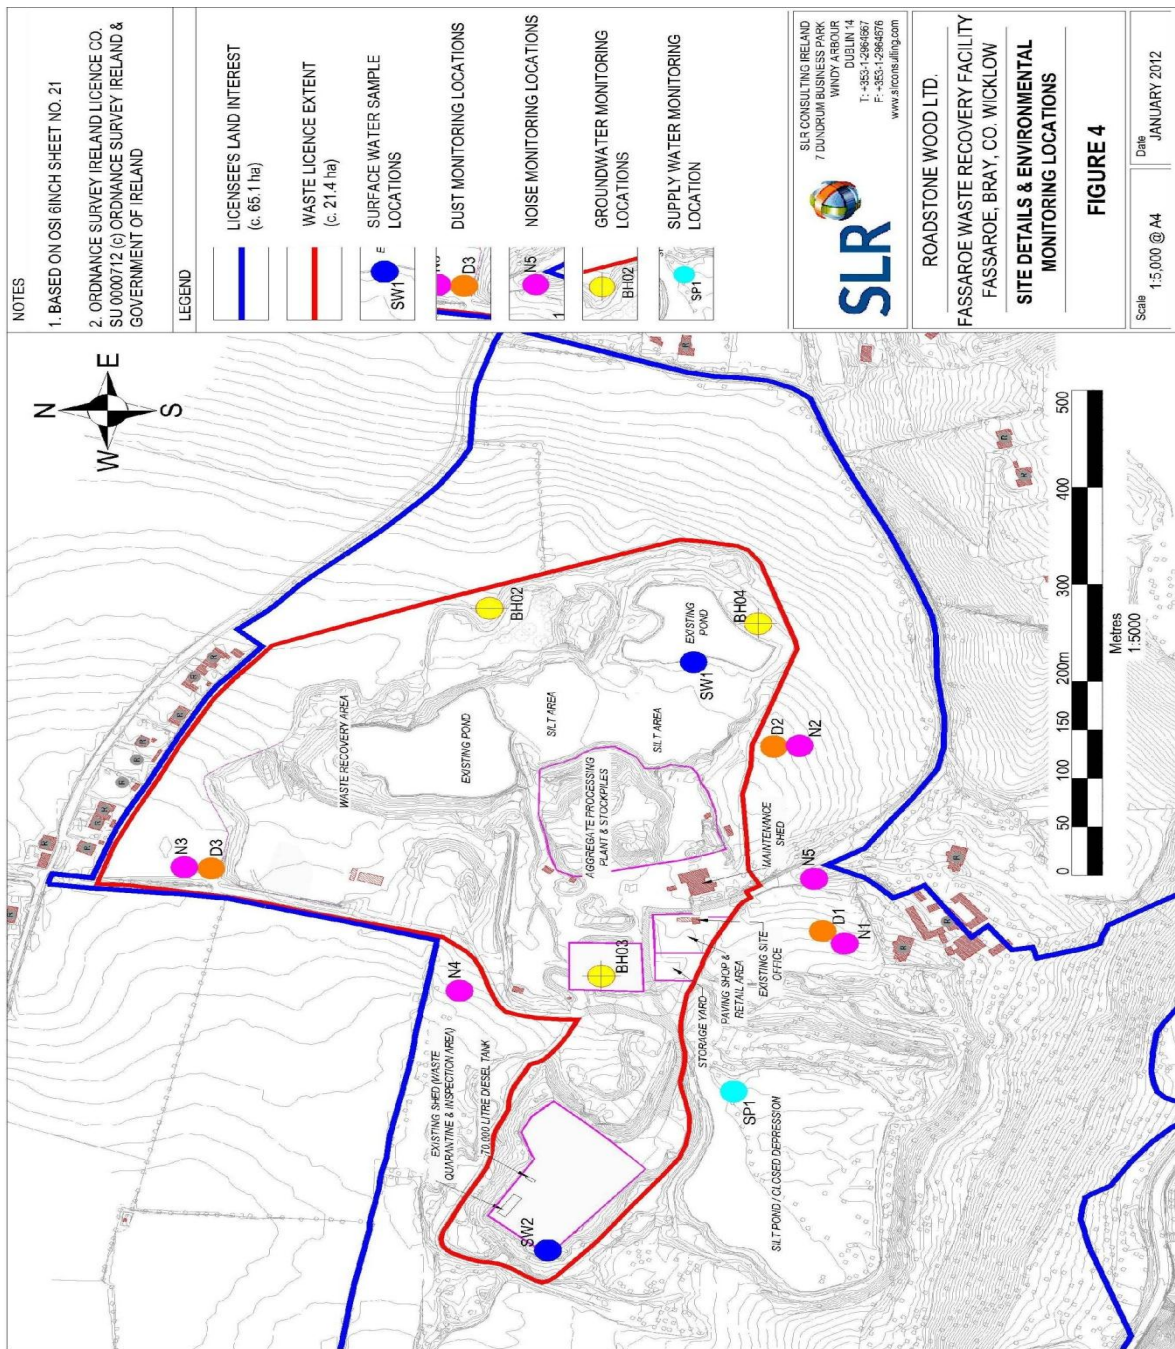 NOTES
1. BASED ON OSI 6INCH SHEET NO. 21
2. ORDNANCE SURVEY IRELAND LICENCE CO.
SU 0000712 (c) ORDNANCE SURVEY IRELAND &
GOVERNMENT OF IRELAND
LEGEND
LICENSEES LAND INTEREST
(c. 65.1 ha)
WASTE LICENCE EXTENT
(c. 21.4 ha)
SW1
SURFACE WATER SAMPLE
LOCATIONS
D3
DUST MONITORING LOCATIONS
N5
1
NOISE MONITORING LOCATIONS
BH02
GROUNDWATER MONITORING
LOCATIONS
SP1
SUPPLY WATER MONITORING
LOCATION
SLR
SLR CONSULTING IRELAND
7 DUNDRUM BUSINESS PARK
WINDY ARBOUR
DUBLIN 14
T: +353-1-2964667
F: +353-1-2964676
www.slrconsulting.com
ROADSTONE WOOD LTD.
FASSAROE WASTE RECOVERY FACILITY
FASSAROE, BRAY, CO. WICKLOW
SITE DETAILS & ENVIRONMENTAL
MONITORING LOCATIONS
FIGURE 4
Scale
1:5,000 @ A4
Date
JANUARY 2012
N
W
E
S
N3
D3
N4
EXISTING SHED (WASTE
QUARANTINE & INSPECTION AREA)
70,000 LITRE DIESEL TANK
SW2
WASTE RECOVERY AREA
EXISTING POND
SILT AREA
BH02
AGGREGATE PROCESSING
PLANT & STOCKPILES
SILT AREA
EXISTING
POND
SW1
BH04
BH03
STORAGE YARD
PAVING SHOP &
RETAIL AREA
EXISTING SITE
OFFICE
MAINTENANCE
SHED
D2
N2
N5
D1
N1
SP1
SILT POND / CLOSED DEPRESSION
R
R
R
R
R
R
R
R
R
R
R
R
R
R
0
50
100
150
200m
300
400
500
Metres
1:5000